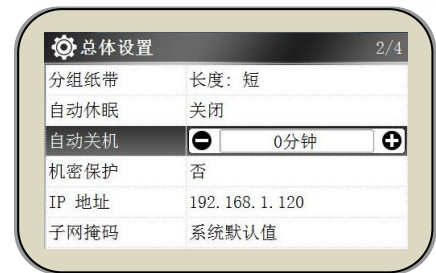 总体设置 2/4
分组纸带 长度: 短
自动休眠 关闭
自动关机 0分钟
机密保护 否
IP 地址 192.168.1.120
子网掩码 系统默认值